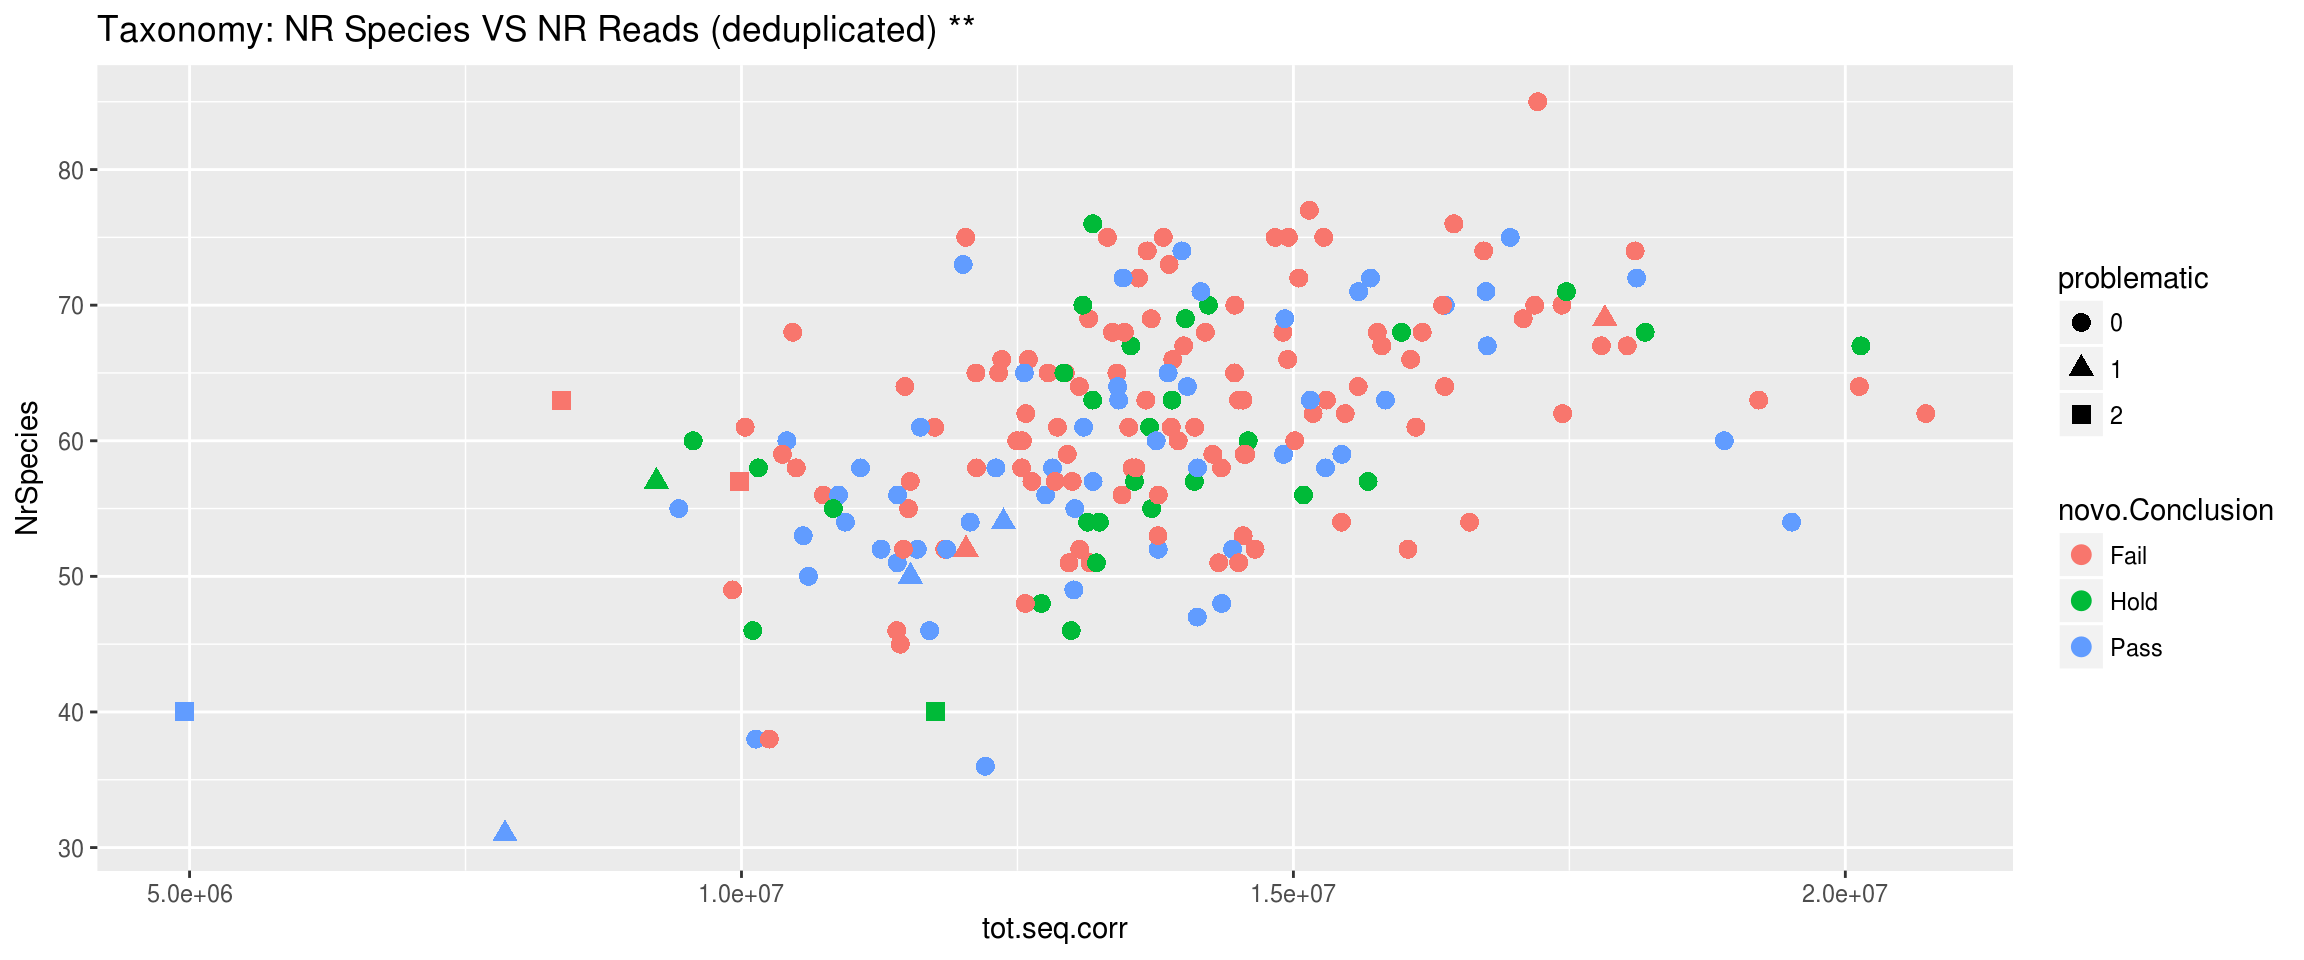 Taxonomy: NR Species VS NR Reads (deduplicated) **
NrSpecies
80
70
60
50
40
30
5.0e+06
1.0e+07
1.5e+07
2.0e+07
tot.seq.corr
problematic
0
1
2
novo.Conclusion
Fail
Hold
Pass